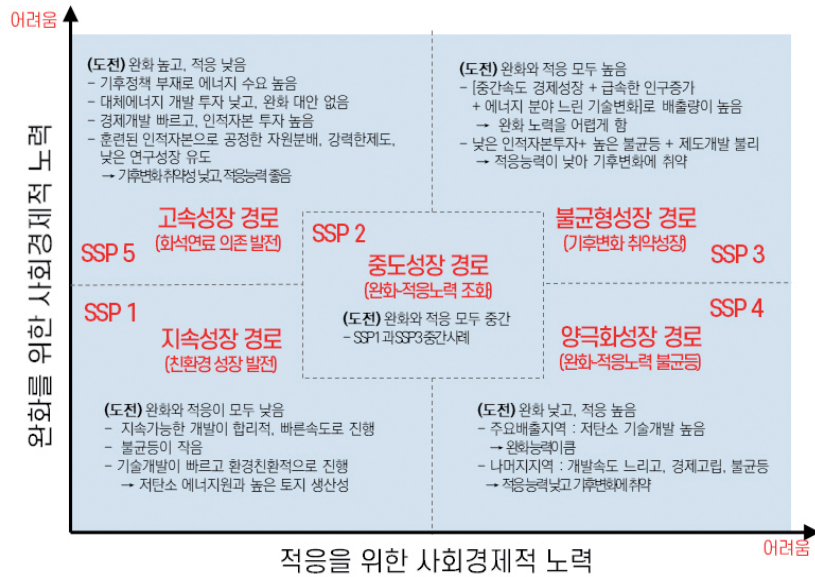 어려움
완화를 위한 사회경제적 노력
(도전) 완화 높고, 적응 낮음
- 기후정책 부재로 에너지 수요 높음
- 대체에너지 개발 투자 낮고, 완화 대안 없음
- 경제개발 빠르고, 인적자본 투자 높음
- 훈련된 인적자본으로 공정한 자원분배, 강력한제도,
낮은 연구성장 유도
→ 기후변화 취약성 낮고, 적응능력 좋음
고속성장 경로
(화석연료 의존 발전)
SSP 5
(도전) 완화와 적응 모두 높음
- [중간속도 경제성장 + 급속한 인구증가
+ 에너지 분야 느린 기술변화]로 배출량이 높음
→ 완화 노력을 어렵게 함
- 낮은 인적자본투자+ 높은 불균등 + 제도개발 불리
→ 적응능력이 낮아 기후변화에 취약
불균형성장 경로
(기후변화 취약성장)
SSP 3
SSP 2
중도성장 경로
(완화-적응노력 조화)
(도전) 완화와 적응 모두 중간
- SSP1과 SSP3 중간사례
SSP 1
지속성장 경로
(친환경 성장 발전)
(도전) 완화와 적응이 모두 낮음
- 지속가능한 개발이 합리적, 빠른속도로 진행
- 불균등이 작음
- 기술개발이 빠르고 환경친환적으로 진행
→ 저탄소 에너지원과 높은 토지 생산성
SSP 4
양극화성장 경로
(완화-적응노력 불균등)
(도전) 완화 낮고, 적응 높음
- 주요배출지역 : 저탄소 기술개발 높음
→ 완화능력이큼
- 나머지지역 : 개발속도 느리고, 경제고립, 불균등
→ 적응능력낮고 기후변화에 취약
어려움
적응을 위한 사회경제적 노력